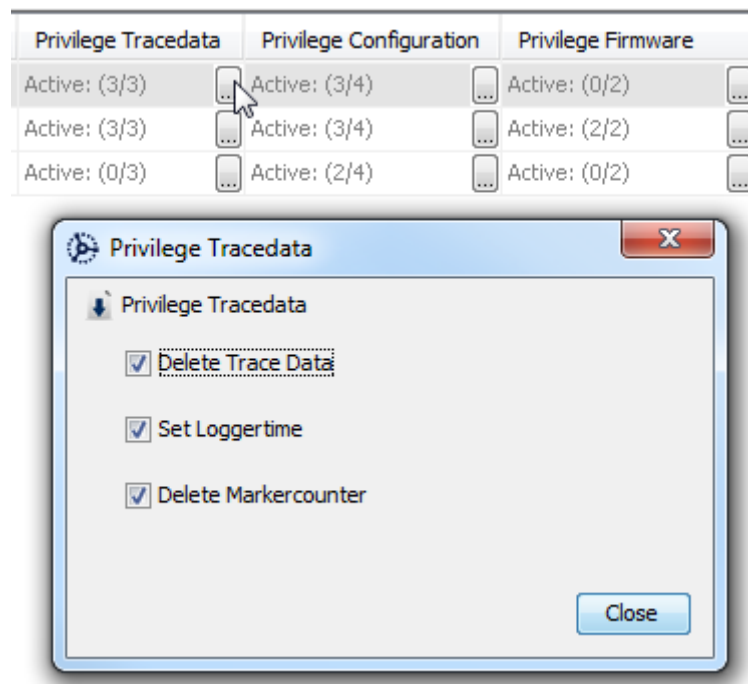 Privilege Tracedata Privilege Configuration Privilege Firmware
Active: (3/3) ... Active: (3/4) ... Active: (0/2) ...
Active: (3/3) ... Active: (3/4) ... Active: (2/2) ...
Active: (0/3) ... Active: (2/4) ... Active: (0/2) ...
Privilege Tracedata
Privilege Tracedata
Delete Trace Data
Set Loggertime
Delete Markercounter
Close